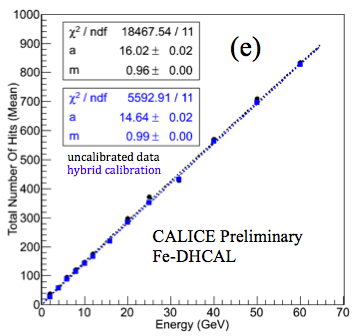 1000
900
800
700
600
500
400
300
200
100
0
Total Number Of Hits (Mean)
χ² / ndf 18467.54 / 11
a 16.02 ± 0.02
m 0.96 ± 0.00
(e)
χ² / ndf 5592.91 / 11
a 14.64 ± 0.02
m 0.99 ± 0.00
uncalibrated data
hybrid calibration
CALICE Preliminary
Fe-DHCAL
0 10 20 30 40 50 60 70
Energy (GeV)